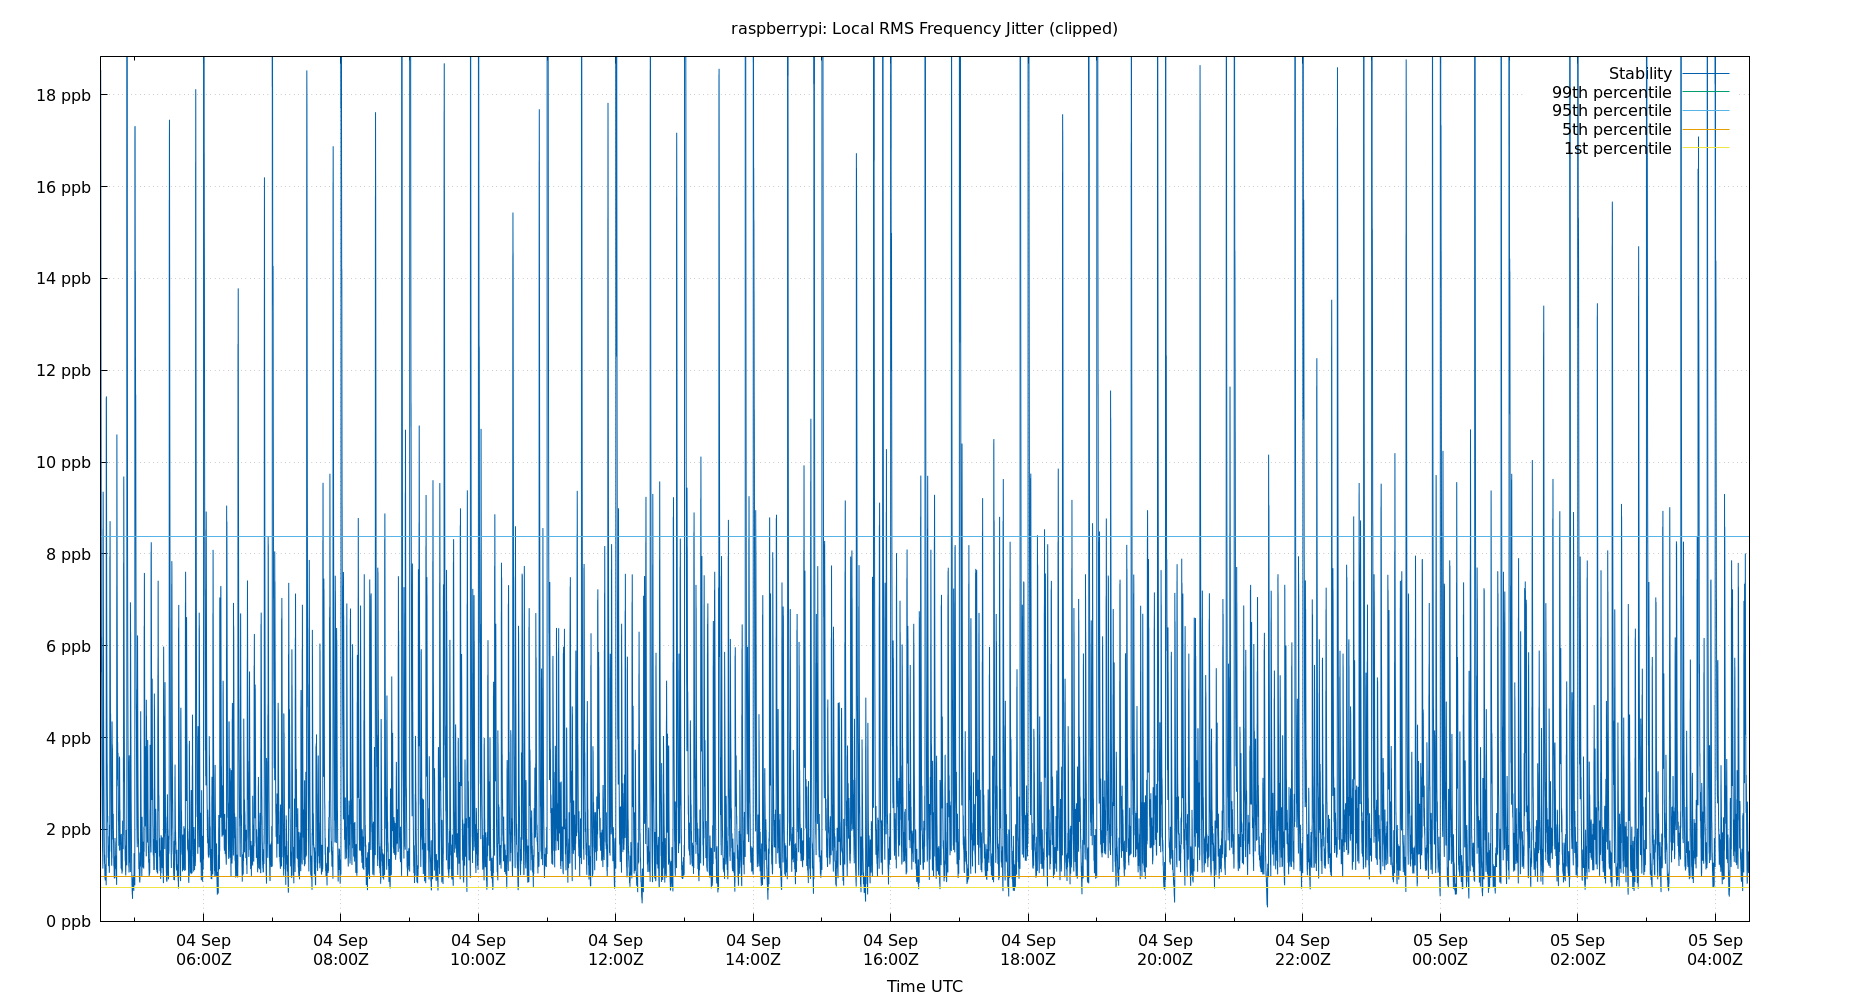 raspberrypi: Local RMS Frequency Jitter (clipped)
Stability
99th percentile
95th percentile
5th percentile
1st percentile
18 ppb
16 ppb
14 ppb
12 ppb
10 ppb
8 ppb
6 ppb
4 ppb
2 ppb
0 ppb
04 Sep 04 Sep 04 Sep 04 Sep 04 Sep 04 Sep 04 Sep 04 Sep 04 Sep 05 Sep 05 Sep 05 Sep
06:00Z 08:00Z 10:00Z 12:00Z 14:00Z 16:00Z 18:00Z 20:00Z 22:00Z 00:00Z 02:00Z 04:00Z
Time UTC